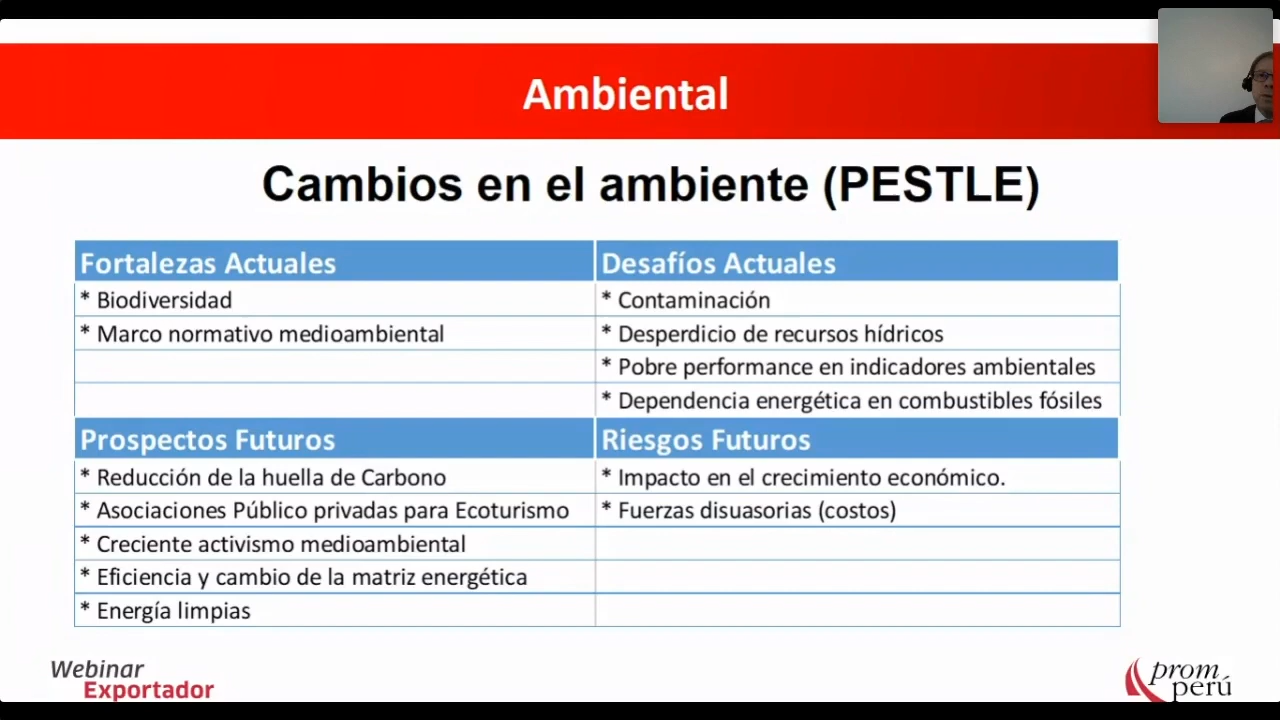 Ambiental
Cambios en el ambiente (PESTLE)
Fortalezas Actuales
Desafíos Actuales
* Biodiversidad
* Contaminación
* Marco normativo medioambiental
* Desperdicio de recursos hídricos
* Pobre performance en indicadores ambientales
* Dependencia energética en combustibles fósiles
Prospectos Futuros
Riesgos Futuros
* Reducción de la huella de Carbono
* Impacto en el crecimiento económico.
* Asociaciones Público privadas para Ecoturismo
* Fuerzas disuasorias (costos)
* Creciente activismo medioambiental
* Eficiencia y cambio de la matriz energética
* Energía limpias
Webinar
Exportador
prom
perú